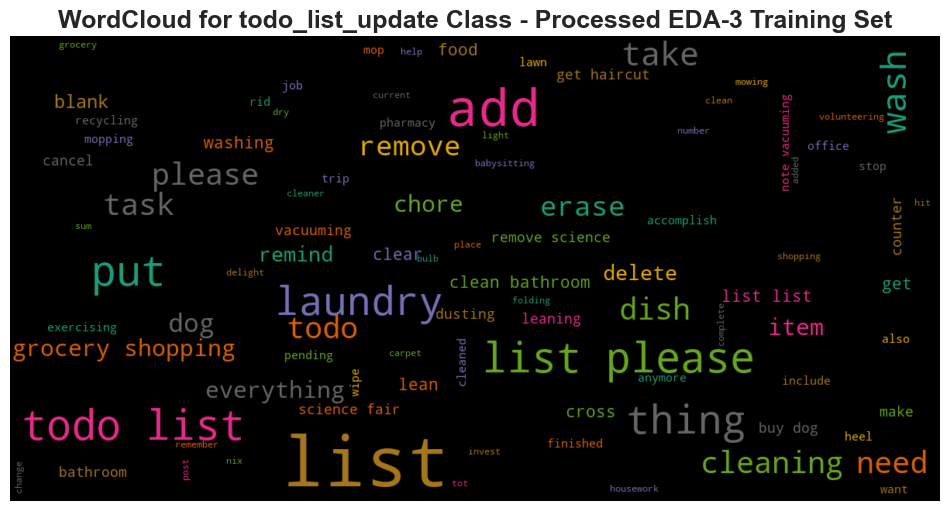 WordCloud for todo_list_update Class - Processed EDA-3 Training Set
grocery
mop
help
food
take
wash
lawn
get haircut
mowing
job
blank
rid
dry
current
add
clean
note vacuuming
volunteering
recycling
pharmacy
light
number
mopping
washing
remove
office
cancel
babysitting
added
stop
please
trip
cleaner
task
chore
erase
accomplish
counter
hit
sum
vacuuming
place
remove science
remind
clear
bulb
shopping
put
delight
clean bathroom
delete
get
laundry
folding
list list
dog
todo
dusting
leaning
dish
complete
item
exercising
also
grocery shopping
pending
carpet
cleaned
list please
anymore
everything
wipe
lean
include
science fair
cross
thing
buy dog
make
todo list
remember
finished
heel
list
invest
cleaning
need
change
bathroom
post
nix
tot
housework
want